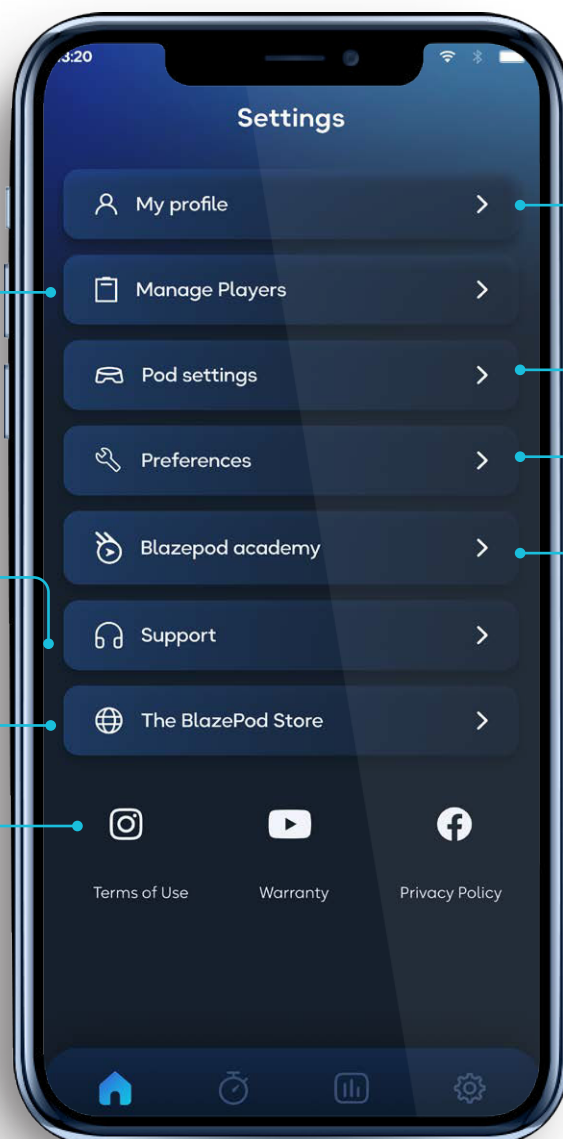 3:20
Settings
My profile
Manage Players
Pod settings
Preferences
Blazepod academy
Support
The BlazePod Store
Terms of Use Warranty Privacy Policy